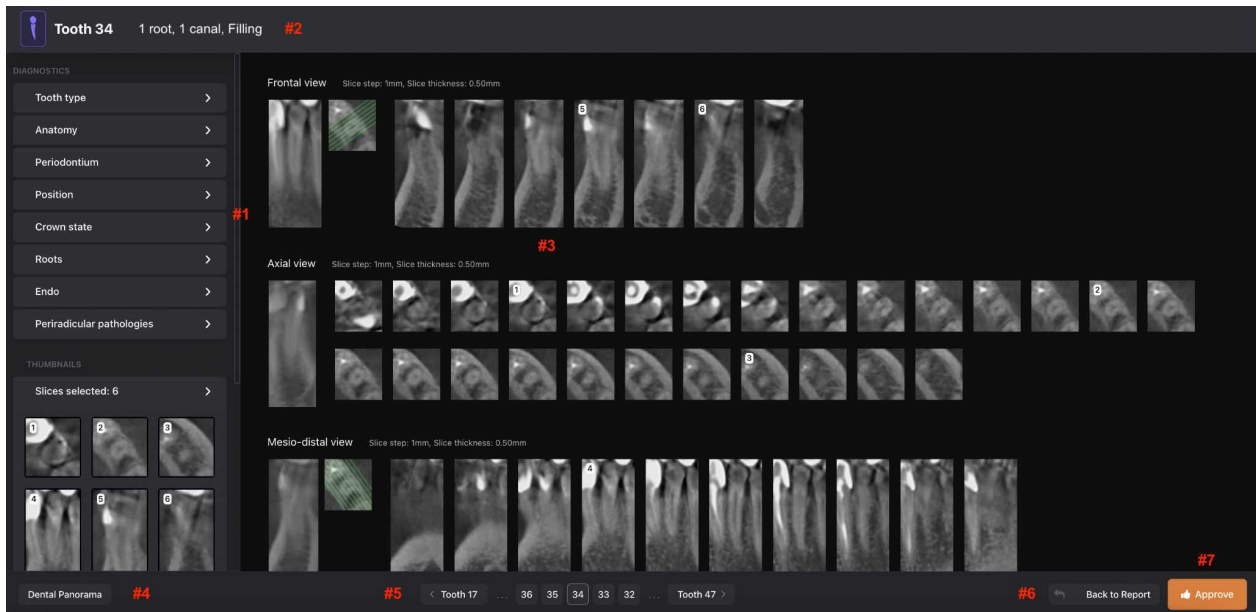 Tooth 34 1 root, 1 canal, Filling #2
DIAGNOSTICS
Tooth type
Anatomy
Periodontium
Position
Crown state
Roots
Endo
Periradicular pathologies
#1
THUMBNAILS
Slices selected: 6
1 2 3
4 5 6
Frontal view Slice step: 1mm, Slice thickness: 0.50mm
5 6
#3
Axial view Slice step: 1mm, Slice thickness: 0.50mm
1 2
3
Mesio-distal view Slice step: 1mm, Slice thickness: 0.50mm
4
#7
Dental Panorama #4 #5 < Tooth 17 ... 36 35 34 33 32 ... Tooth 47 > #6 Back to Report Approve